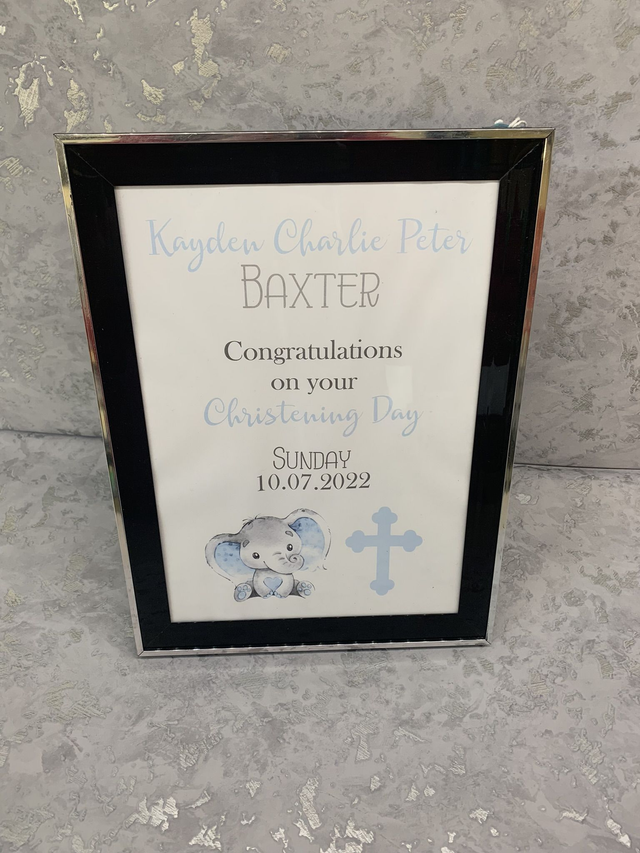 Kayden Charlie Peter
BAXTER
Congratulations
on your
Christening Day
SUNDAY
10.07.2022